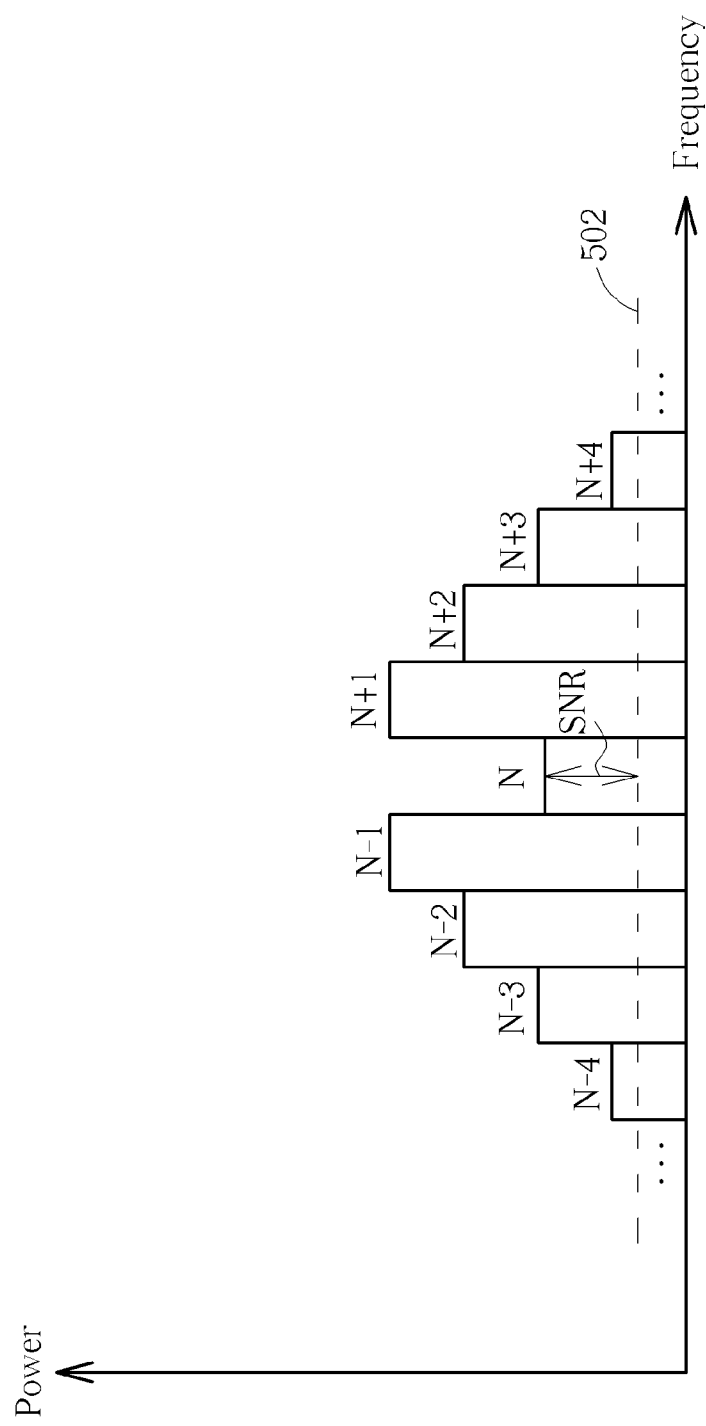 Power
...
N-4
N-3
N-2
N-1
N
SNR
N+1
N+2
N+3
N+4
...
502
Frequency